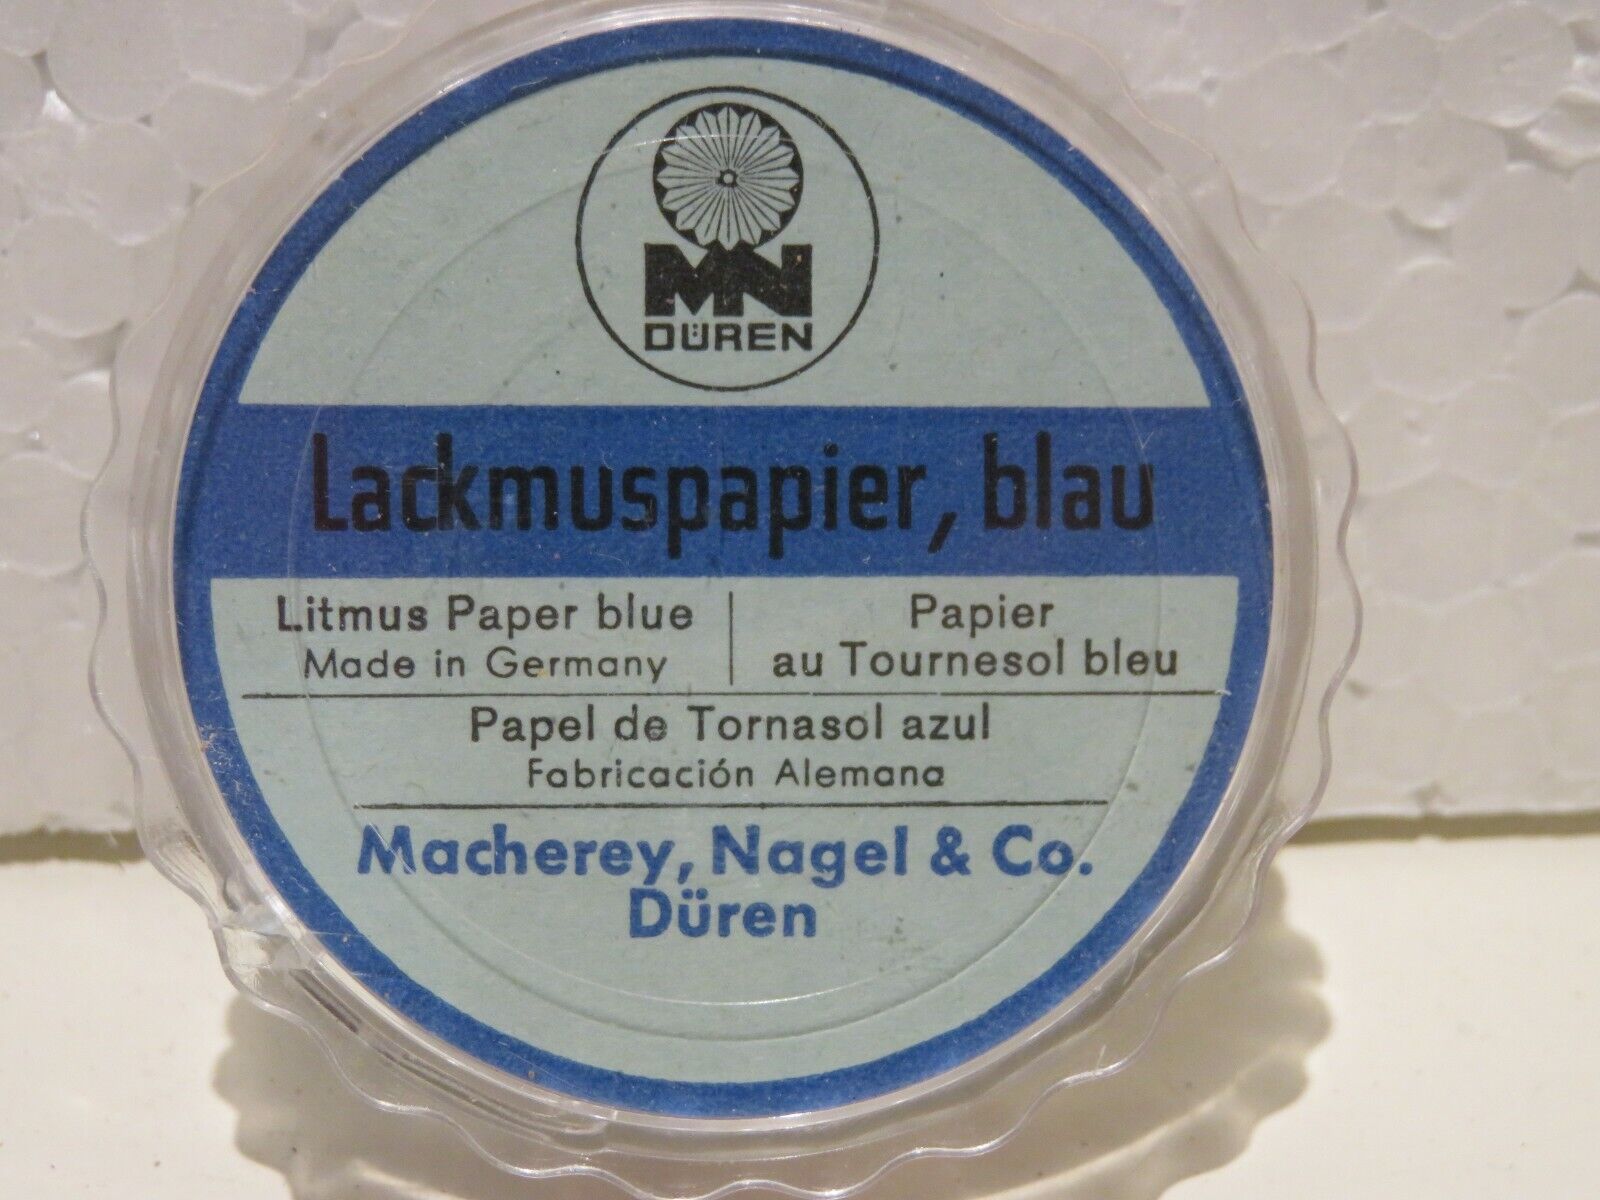 MN
DÜREN
Lackmuspapier, blau
Litmus Paper blue
Made in Germany
Papier
au Tournesol bleu
Papel de Tornasol azul
Fabricación Alemana
Macherey, Nagel & Co.
Düren